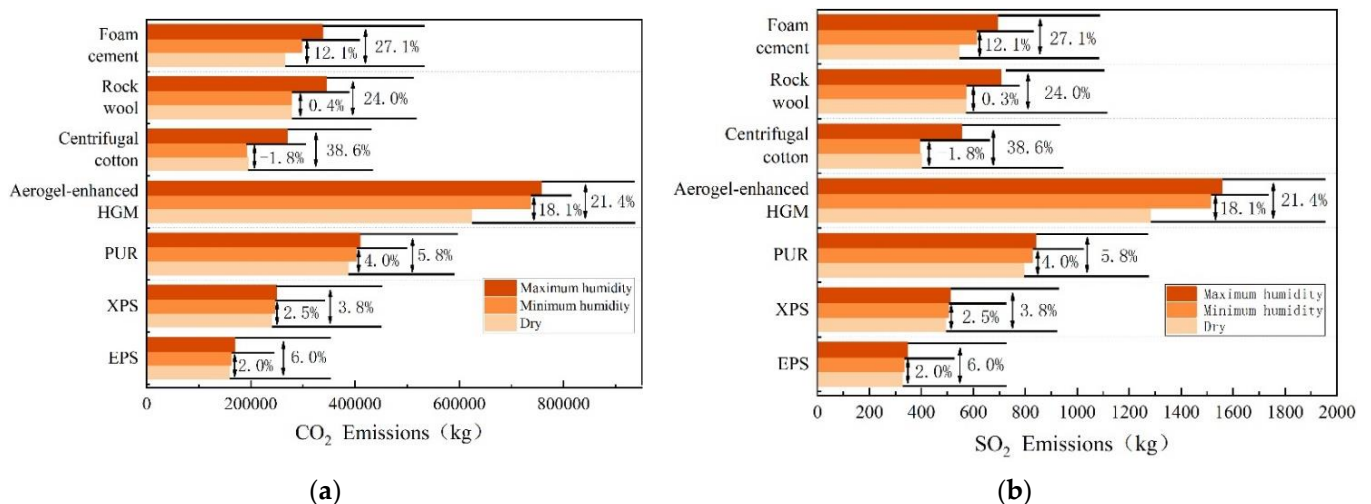 Foam
cement
12.1%
27.1%
Rock
wool
0.4%
24.0%
Centrifugal
cotton
-1.8%
38.6%
Aerogel-enhanced
HGM
18.1%
21.4%
PUR
4.0%
5.8%
XPS
2.5%
3.8%
EPS
2.0%
6.0%
Maximum humidity
Minimum humidity
Dry
0 200000 400000 600000 800000
CO2 Emissions (kg)
(a)
Foam
cement
12.1%
27.1%
Rock
wool
0.3%
24.0%
Centrifugal
cotton
1.8%
38.6%
Aerogel-enhanced
HGM
18.1%
21.4%
PUR
4.0%
5.8%
XPS
2.5%
3.8%
EPS
2.0%
6.0%
Maximum humidity
Minimum humidity
Dry
0 200 400 600 800 1000 1200 1400 1600 1800 2000
SO2 Emissions (kg)
(b)